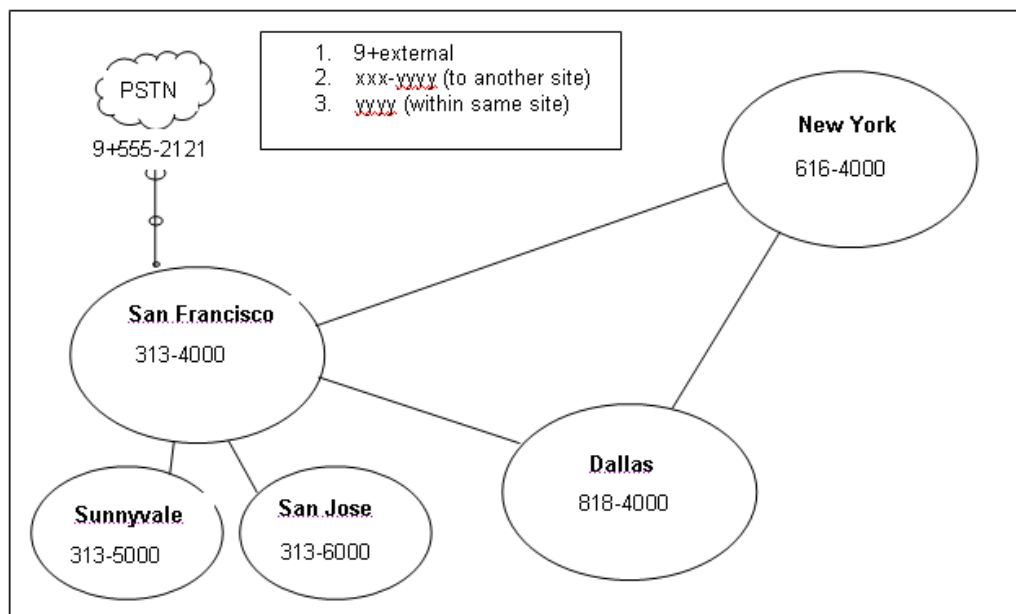 PSTN
9+555-2121
1. 9+external
2. xxx-yyyy (to another site)
3. yyyy (within same site)
New York
616-4000
San Francisco
313-4000
Dallas
818-4000
Sunnyvale
313-5000
San Jose
313-6000